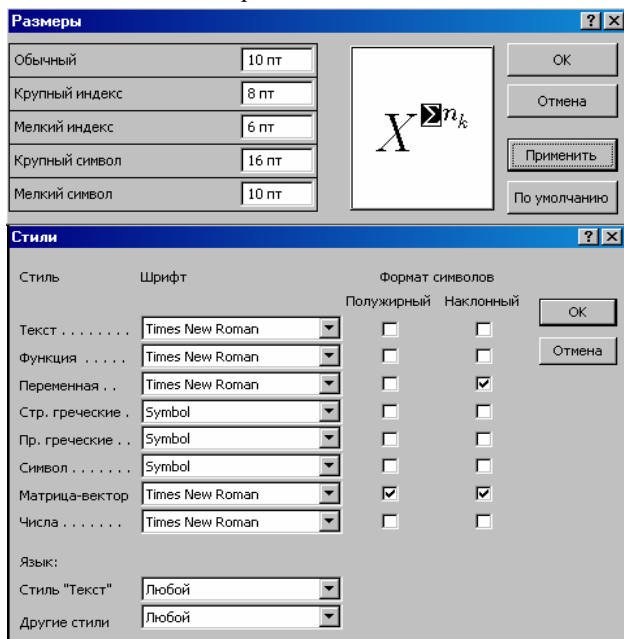 Размеры
Обычный 10 пт
Крупный индекс 8 пт
Мелкий индекс 6 пт
Крупный символ 16 пт
Мелкий символ 10 пт
X Σ n k
ОК
Отмена
Применить
По умолчанию
Стили
Стиль Шрифт Формат символов
Полужирный Наклонный
Текст . . . . . . . . Times New Roman
Функция . . . . . Times New Roman
Переменная . . Times New Roman
Стр. греческие . Symbol
Пр. греческие . . Symbol
Символ . . . . . . . Symbol
Матрица-вектор Times New Roman
Числа . . . . . . . Times New Roman
ОК
Отмена
Язык:
Стиль "Текст" Любой
Другие стили Любой